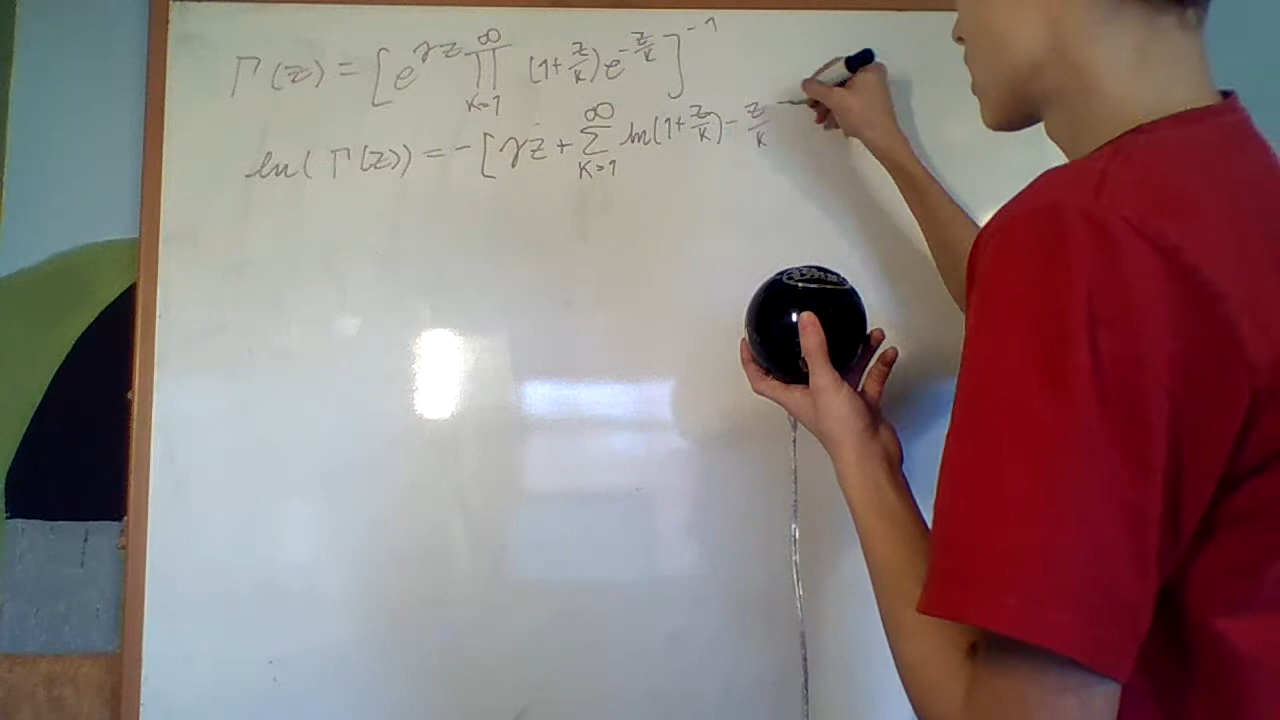 Γ(z) = [e^{γz} ∏_{k=1}^{∞} (1+z/k)e^{-z/k}]^{-1}
ln(Γ(z)) = -[γz + ∑_{k=1}^{∞} ln(1+z/k) - z/k